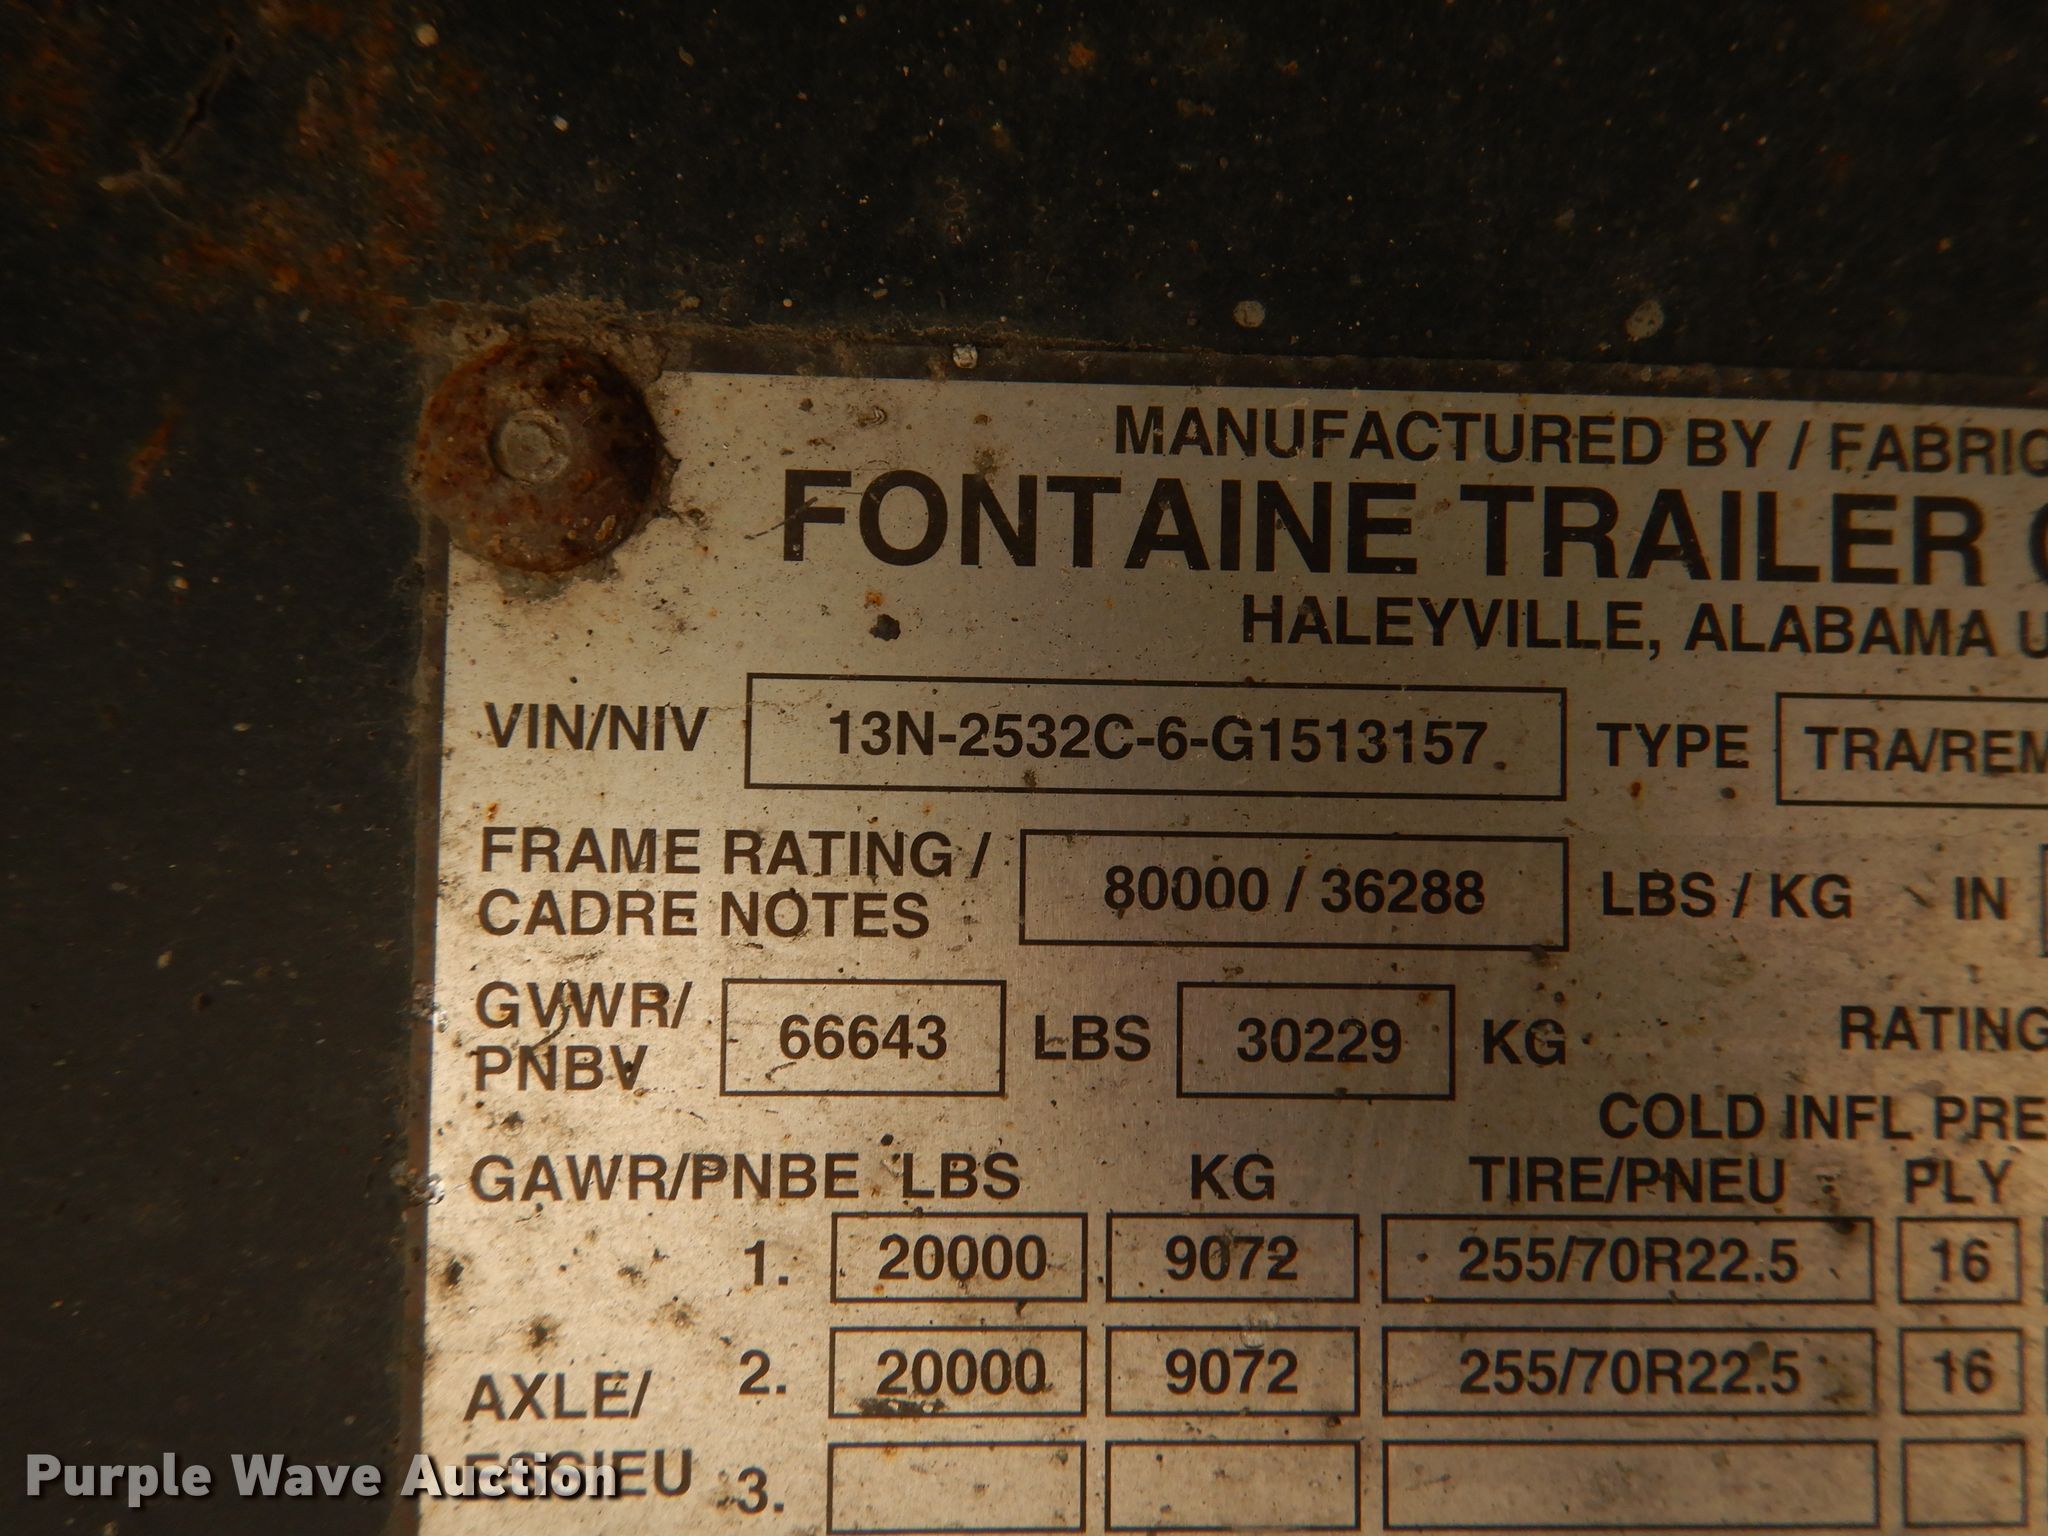 MANUFACTURED BY / FABRIQ
FONTAINE TRAILER
HALEYVILLE, ALABAMA U
VIN/NIV 13N-2532C-6-G1513157 TYPE TRA/REM
FRAME RATING / CADRE NOTES 80000 / 36288 LBS / KG IN
GVWR/ PNBV 66643 LBS 30229 KG RATING
COLD INFL PRE
GAWR/PNBE LBS KG TIRE/PNEU PLY
1. 20000 9072 255/70R22.5 16
AXLE/ 2. 20000 9072 255/70R22.5 16
ESSIEU 3.
Purple Wave Auction